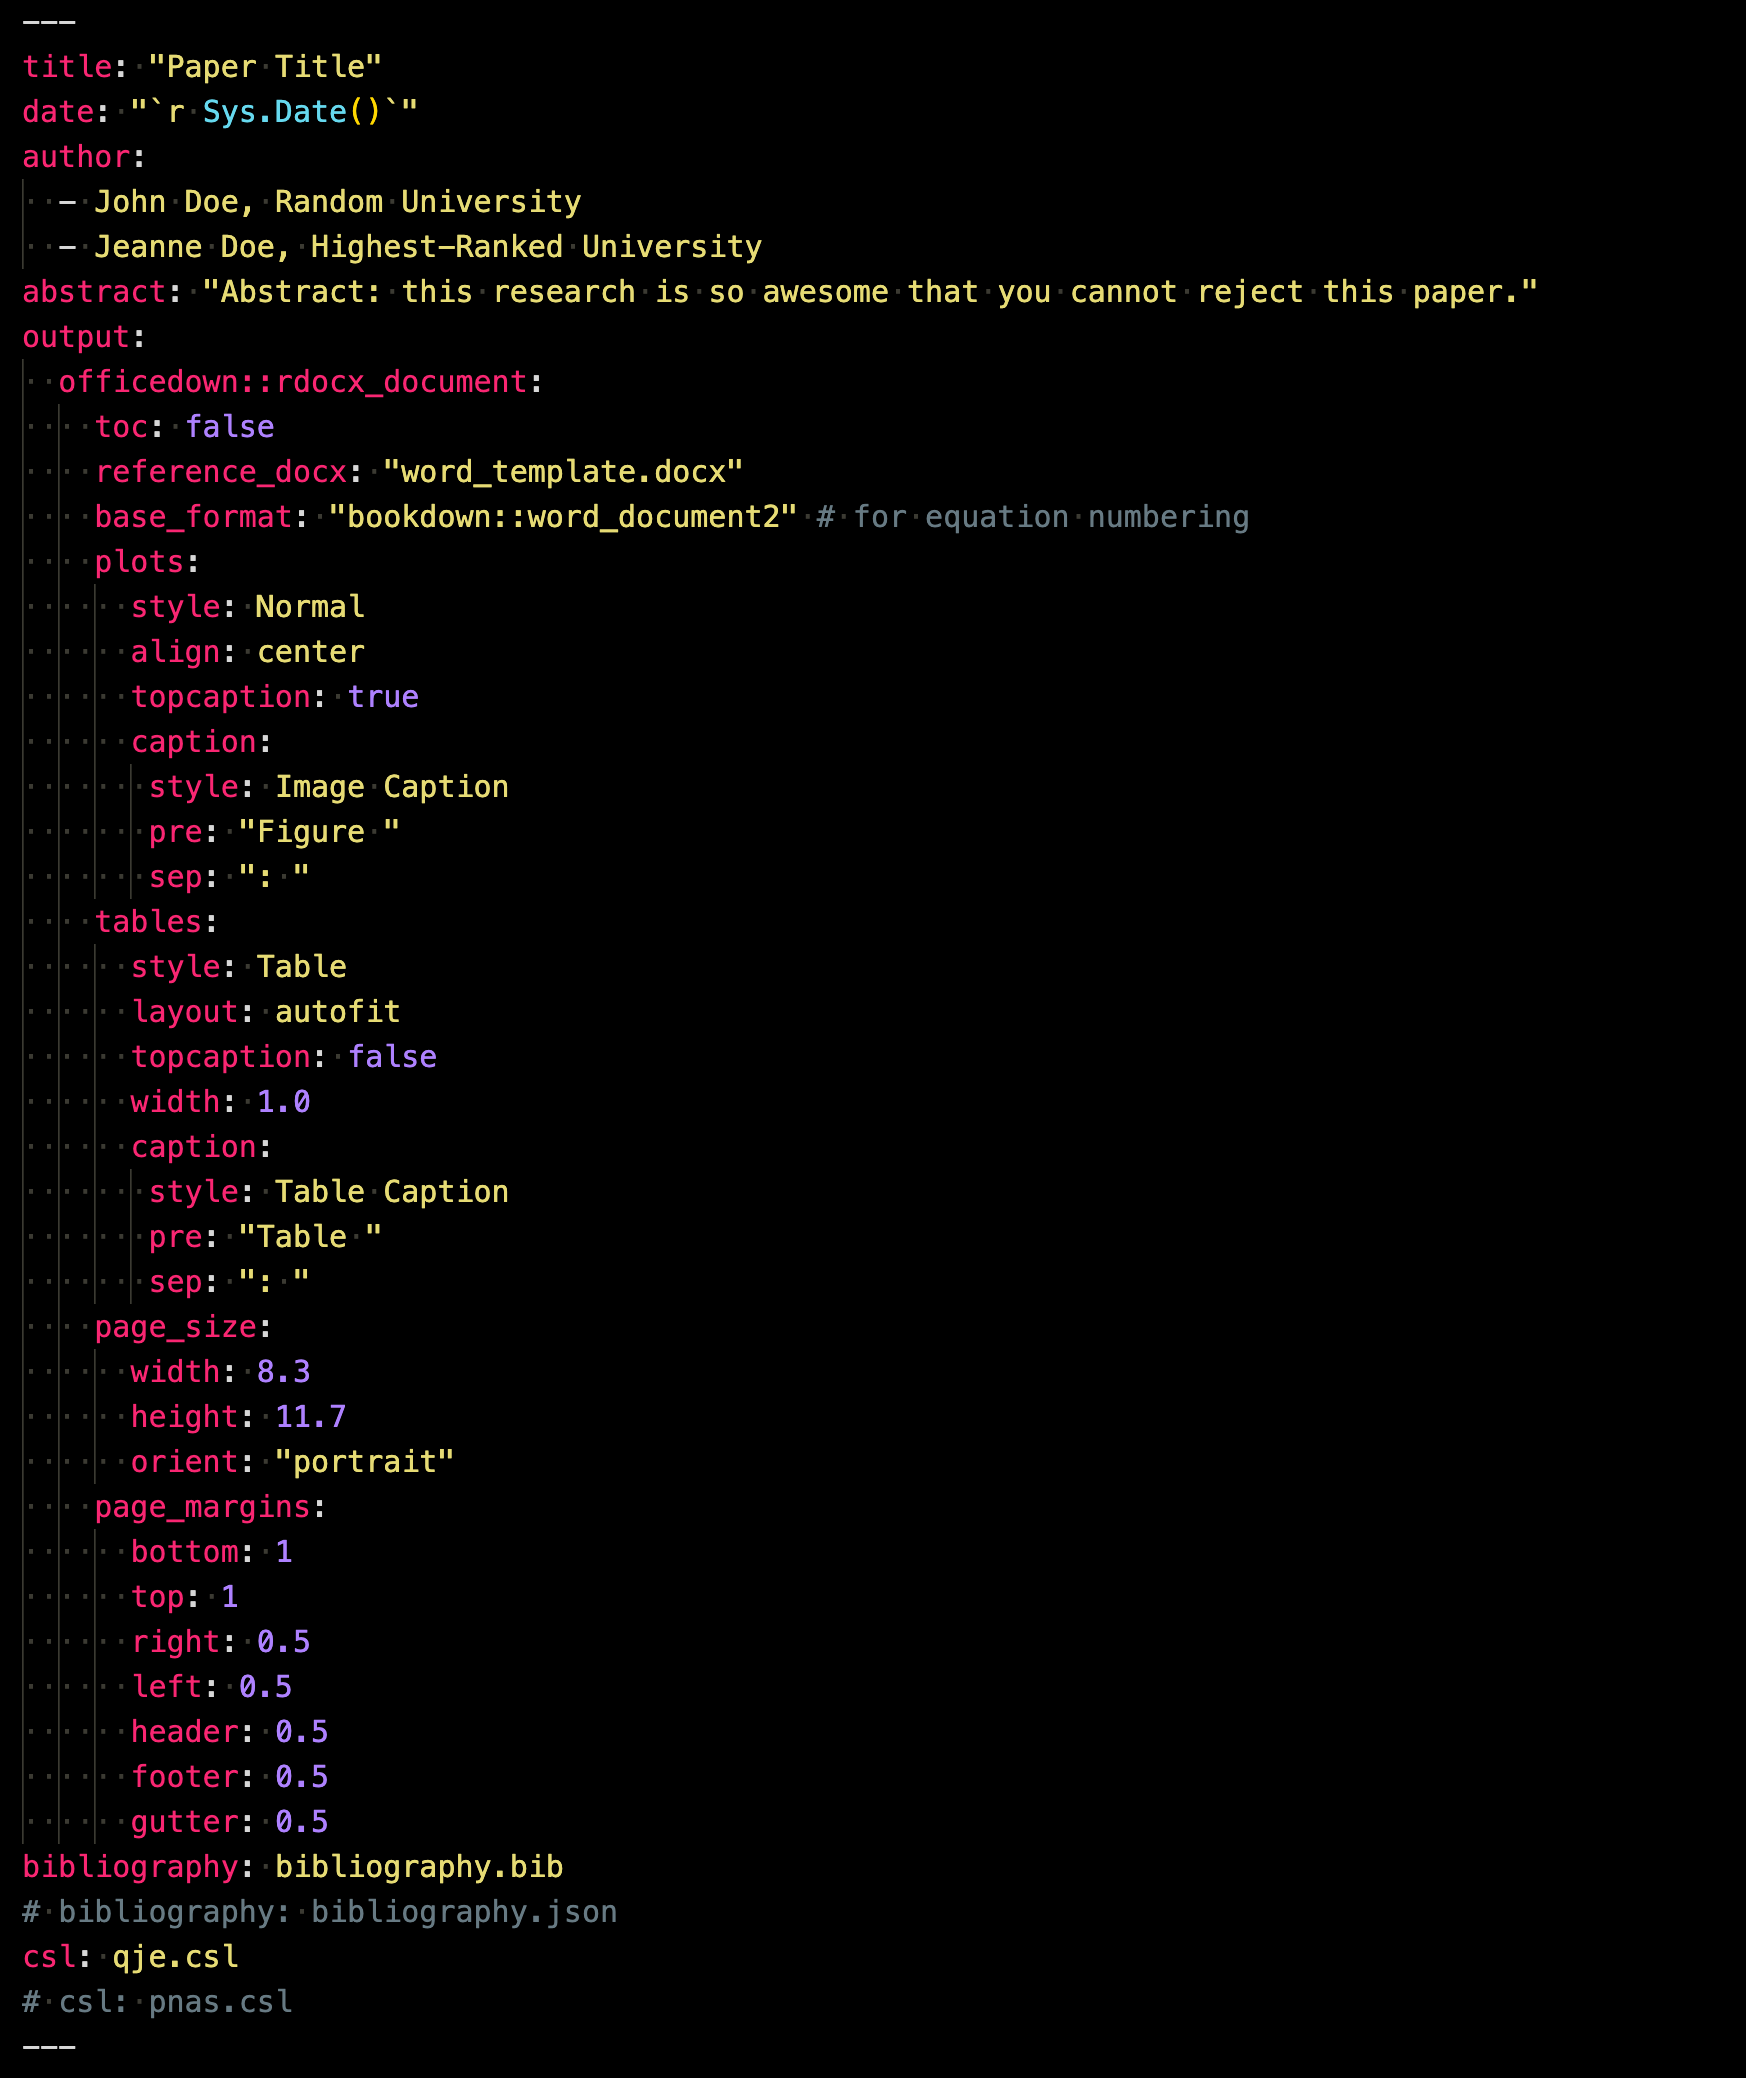 ---
title: "Paper Title"
date: "`r Sys.Date()`"
author:
  - John Doe, Random University
  - Jeanne Doe, Highest-Ranked University
abstract: "Abstract: this research is so awesome that you cannot reject this paper."
output:
  officedown::rdocx_document:
    toc: false
    reference_docx: "word_template.docx"
    base_format: "bookdown::word_document2" # for equation numbering
    plots:
      style: Normal
      align: center
      topcaption: true
      caption:
       style: Image Caption
       pre: "Figure "
       sep: ": "
    tables:
      style: Table
      layout: autofit
      topcaption: false
      width: 1.0
      caption:
       style: Table Caption
       pre: "Table "
       sep: ": "
    page_size:
      width: 8.3
      height: 11.7
      orient: "portrait"
    page_margins:
      bottom: 1
      top: 1
      right: 0.5
      left: 0.5
      header: 0.5
      footer: 0.5
      gutter: 0.5
bibliography: bibliography.bib
# bibliography: bibliography.json
csl: qje.csl
# csl: pnas.csl
---